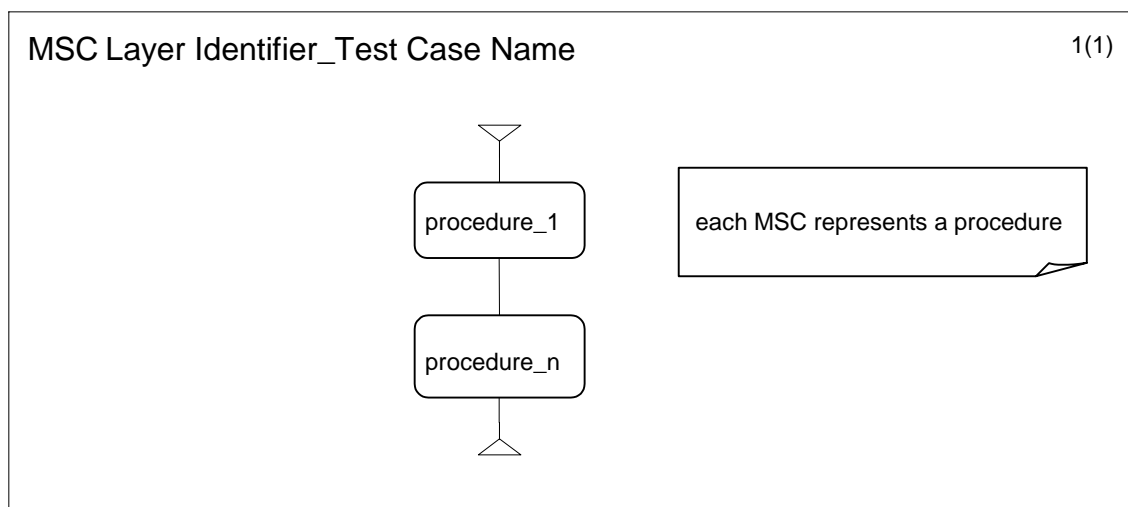 MSC Layer Identifier_Test Case Name
1(1)
procedure_1
each MSC represents a procedure
procedure_n